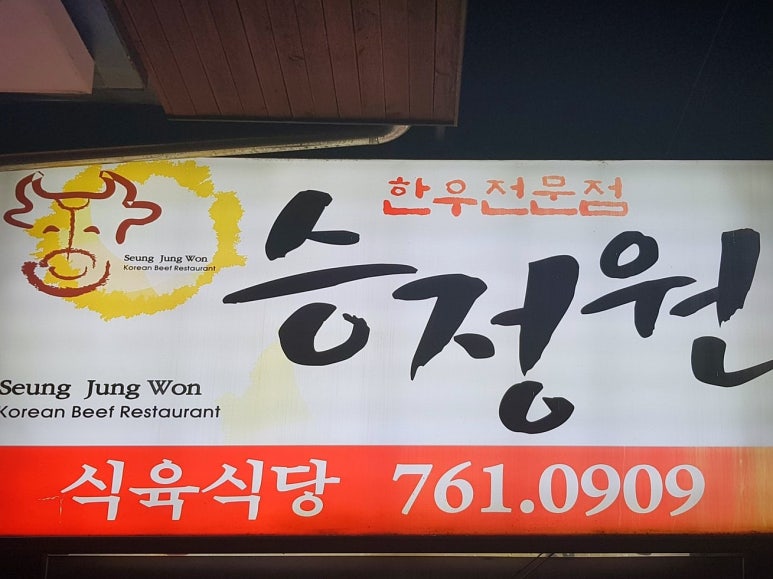 한우전문점
Seung Jung Won
Korean Beef Restaurant
승정원
Seung Jung Won
Korean Beef Restaurant
식육식당 761.0909